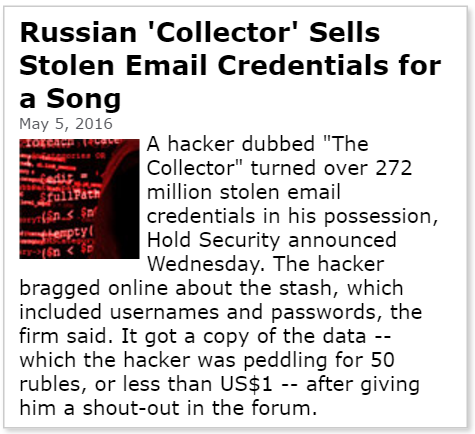 Russian 'Collector' Sells
Stolen Email Credentials for
a Song
May 5, 2016
A hacker dubbed "The
Collector" turned over 272
million stolen email
credentials in his possession,
Hold Security announced
Wednesday. The hacker
bragged online about the stash, which
included usernames and passwords, the
firm said. It got a copy of the data --
which the hacker was peddling for 50
rubles, or less than US$1 -- after giving
him a shout-out in the forum.
$edir =
$fullPath
($n < $n
!empty(
($n < $n